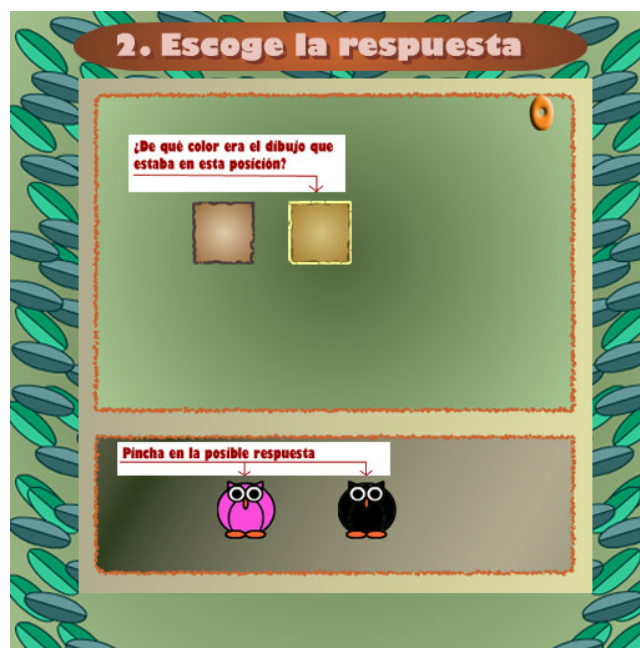 2. Escoge la respuesta
¿De qué color era el dibujo que
estaba en esta posición?
Pincha en la posible respuesta